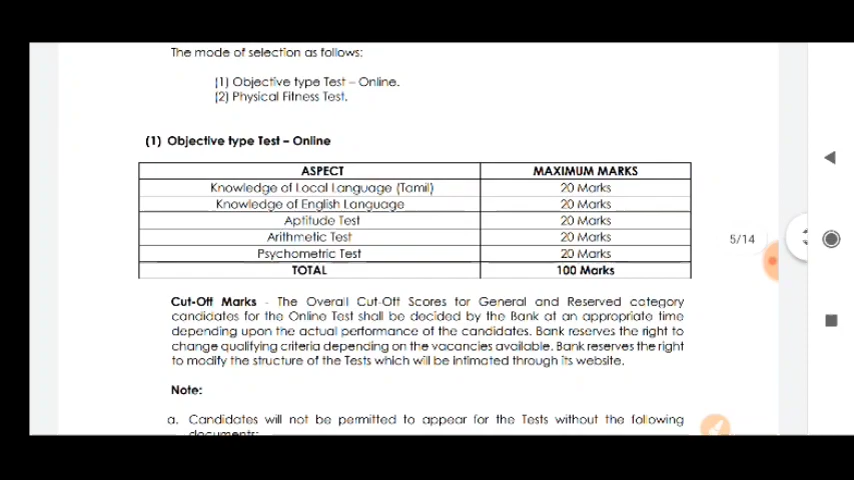 The mode of selection as follows:
(1) Objective type Test – Online.
(2) Physical Fitness Test.
(1) Objective type Test – Online
ASPECT MAXIMUM MARKS
Knowledge of Local Language (Tamil) 20 Marks
Knowledge of English Language 20 Marks
Aptitude Test 20 Marks
Arithmetic Test 20 Marks
Psychometric Test 20 Marks
TOTAL 100 Marks
5/14
Cut-Off Marks - The Overall Cut-Off Scores for General and Reserved category
candidates for the Online Test shall be decided by the Bank at an appropriate time
depending upon the actual performance of the candidates. Bank reserves the right to
change qualifying criteria depending on the vacancies available. Bank reserves the right
to modify the structure of the Tests which will be intimated through its website.
Note:
a. Candidates will not be permitted to appear for the Tests without the following
documents: